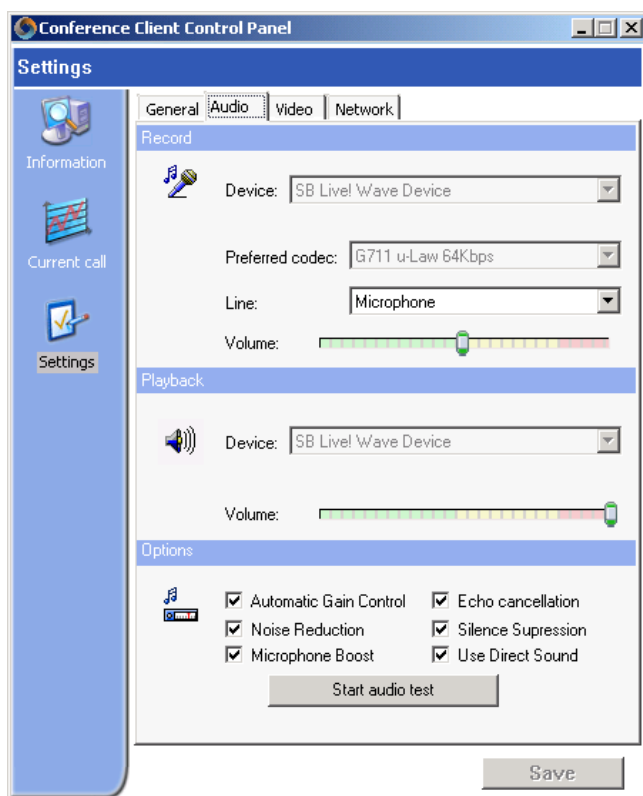 Conference Client Control Panel
Settings
Information
Current call
Settings
General Audio Video Network
Record
Device: SB Live! Wave Device
Preferred codec: G711 u-Law 64Kbps
Line: Microphone
Volume:
Playback
Device: SB Live! Wave Device
Volume:
Options
Automatic Gain Control Echo cancellation
Noise Reduction Silence Supression
Microphone Boost Use Direct Sound
Start audio test
Save